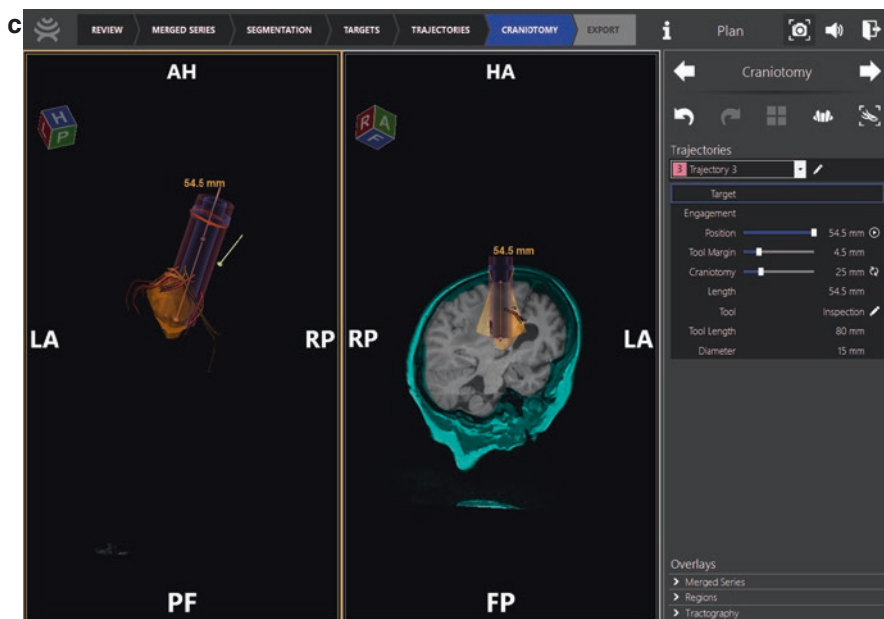 c
REVIEW MERGED SERIES SEGMENTATION TARGETS TRAJECTORIES CRANIOTOMY EXPORT i Plan
AH HA
Craniotomy
H P
R A F
Trajectories
3 Trajectory 3
54.5 mm
Target
Engagement
Position 54.5 mm
54.5 mm
Tool Margin 4.5 mm
Craniotomy 25 mm
Length 54.5 mm
Tool Inspection
Tool Length 80 mm
Diameter 15 mm
LA RP RP LA
Overlays
Merged Series
Regions
Tractography
PF FP